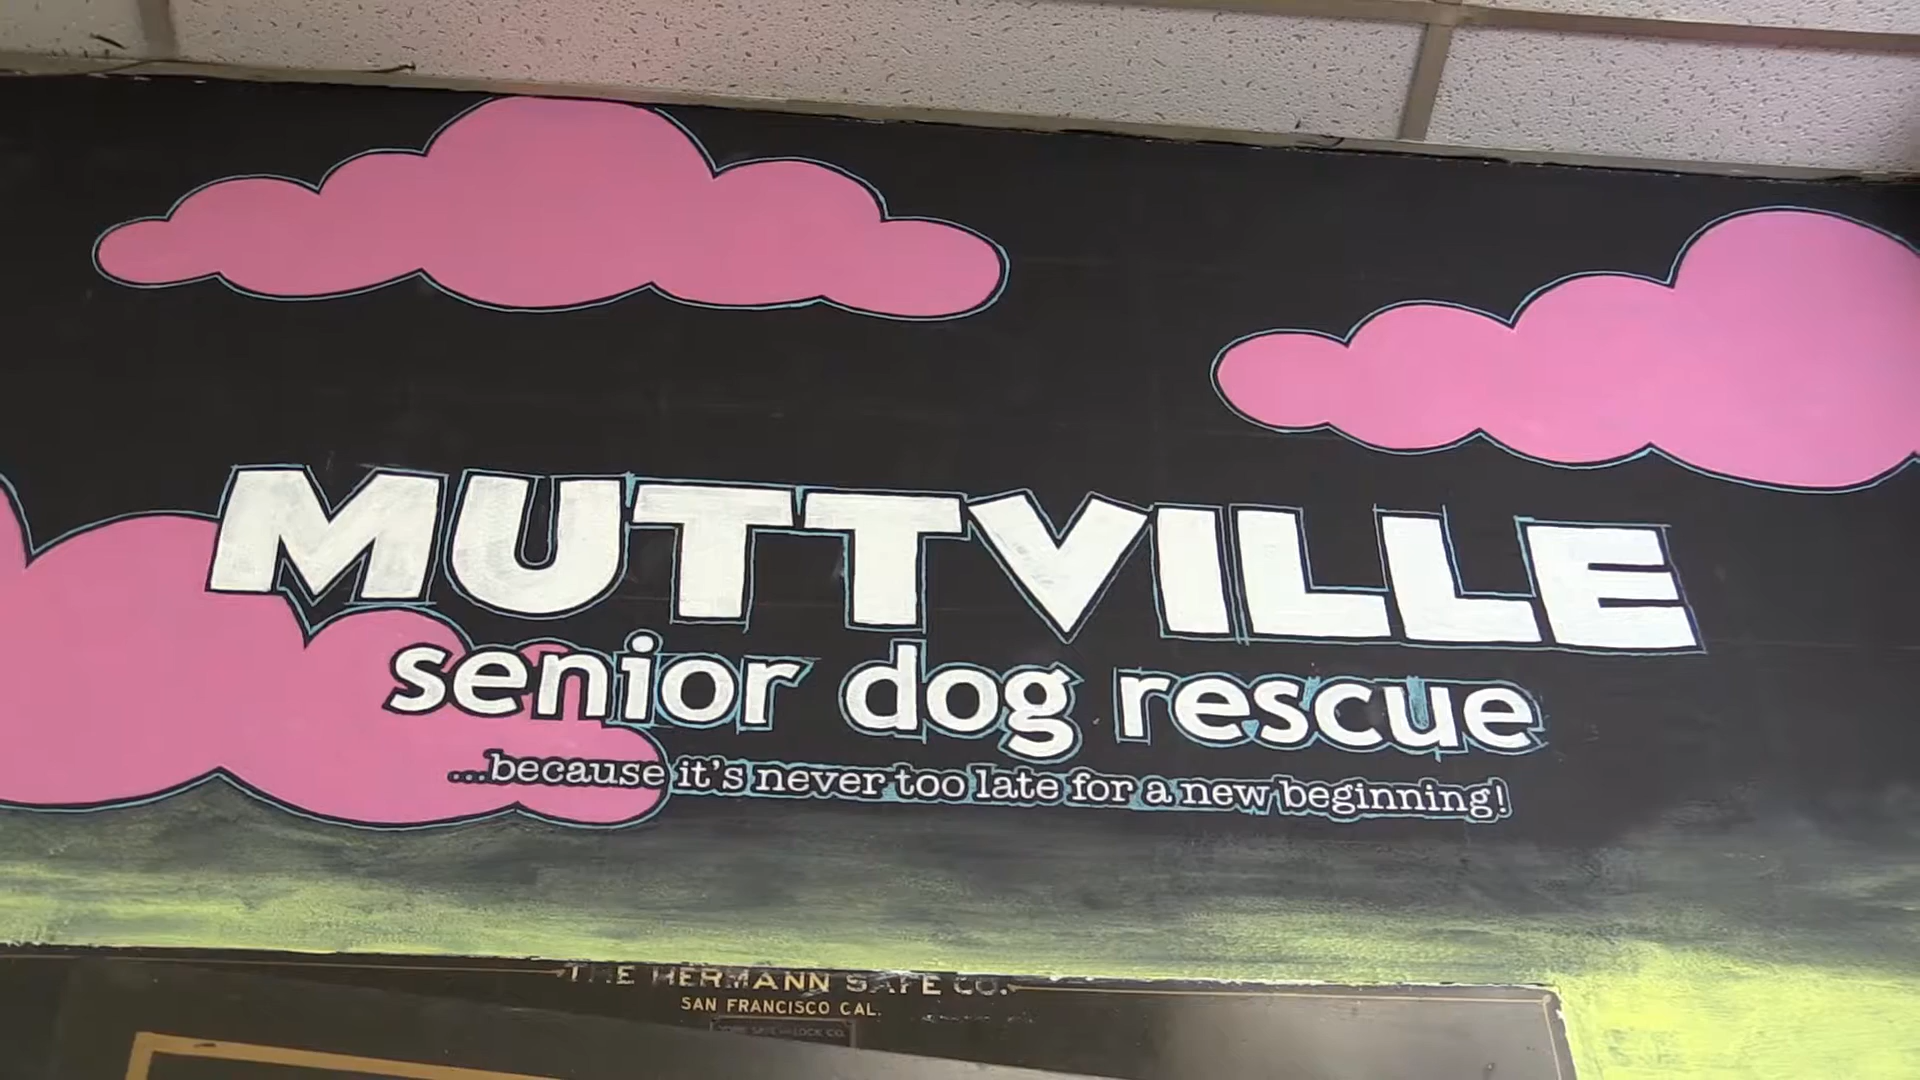 MUTTVILLE
senior dog rescue
...because it's never too late for a new beginning!
THE HERMANN SAFE CO.
SAN FRANCISCO CAL.